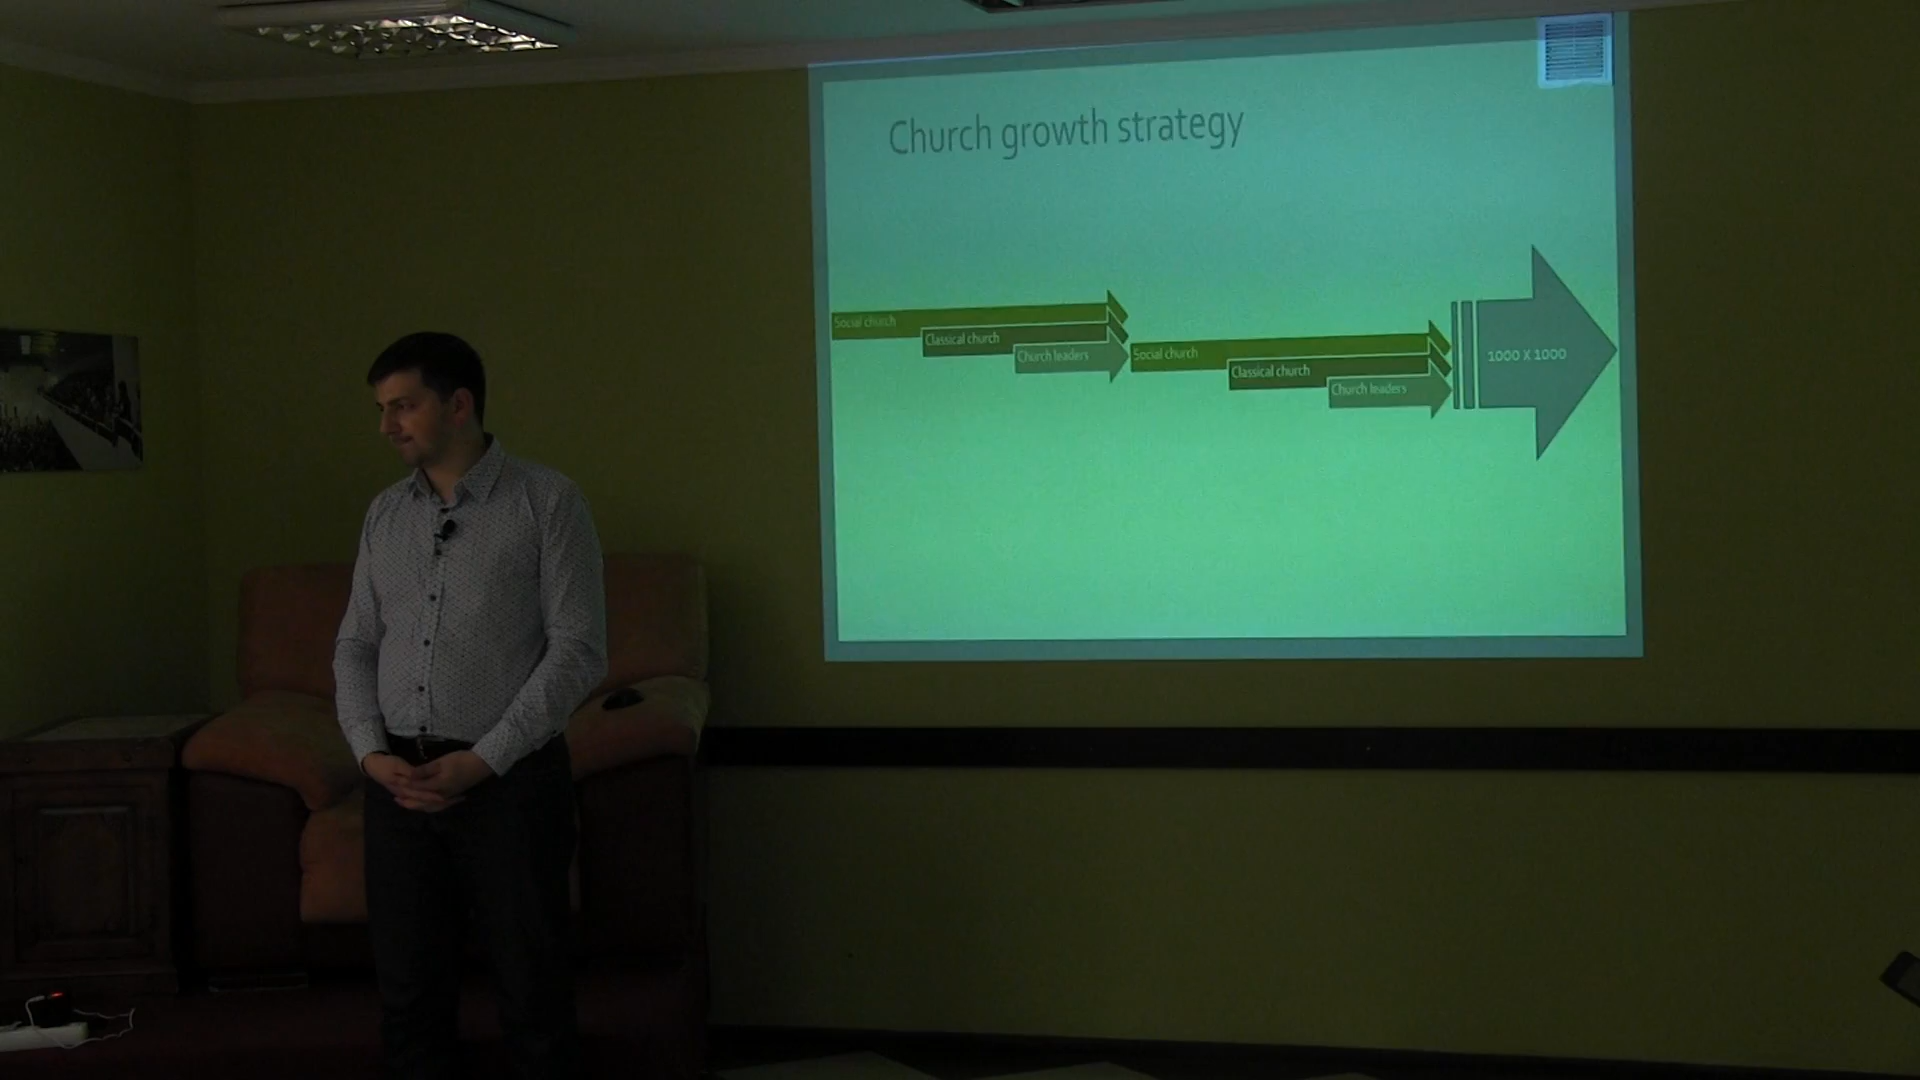 Church growth strategy
Social church
Classical church
Church leaders
Social church
Classical church
Church leaders
1000 X 1000